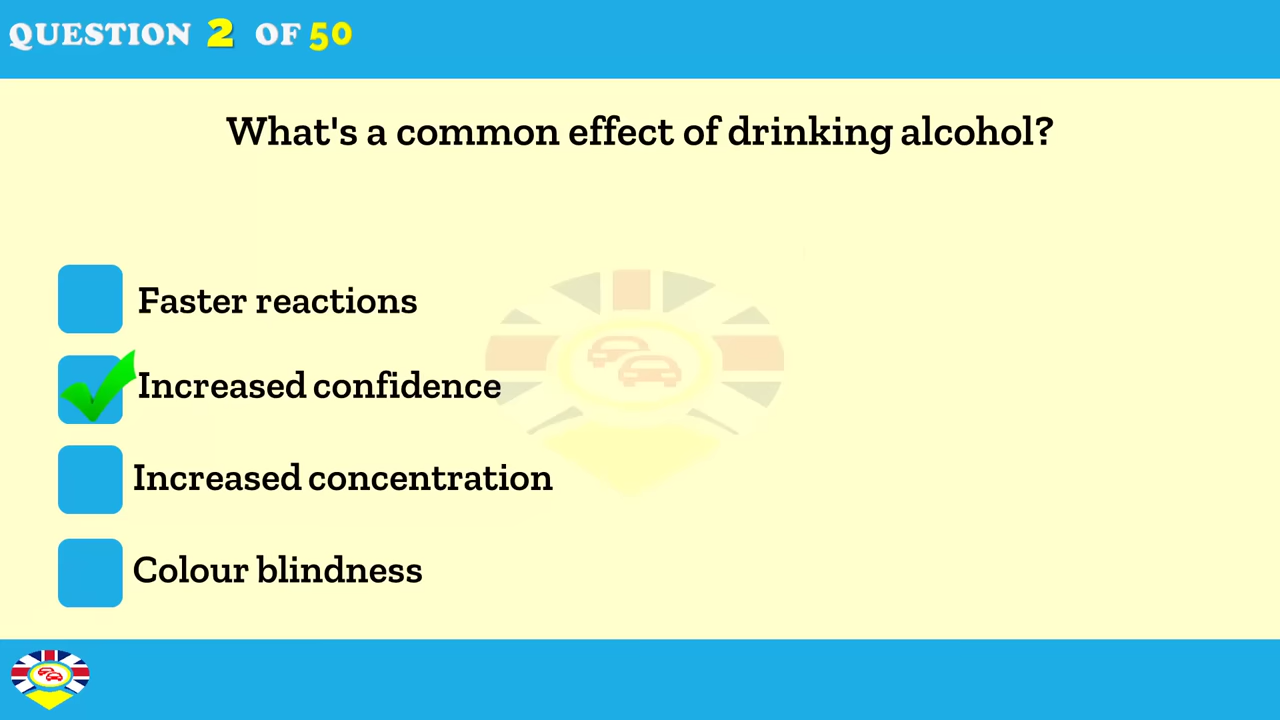 QUESTION 2 OF 50
What's a common effect of drinking alcohol?
Faster reactions
Increased confidence
Increased concentration
Colour blindness